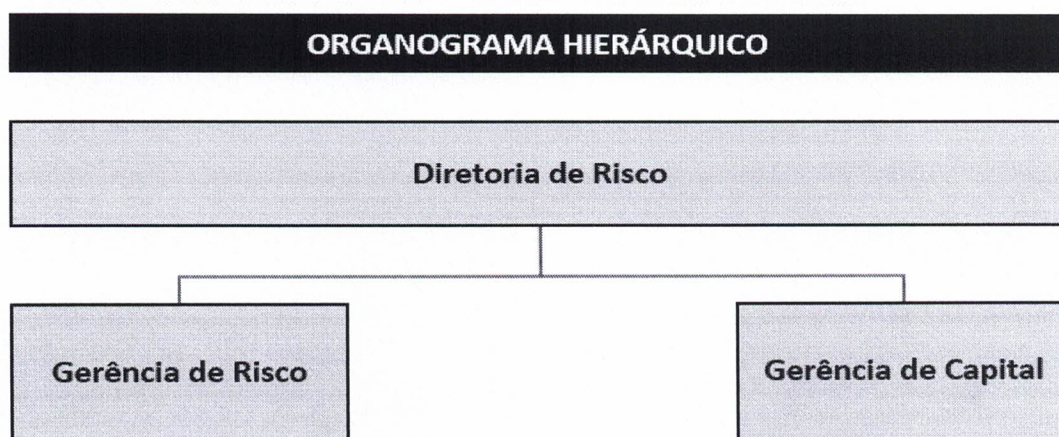 ORGANOGRAMA HIERÁRQUICO
Diretoria de Risco
Gerência de Risco
Gerência de Capital